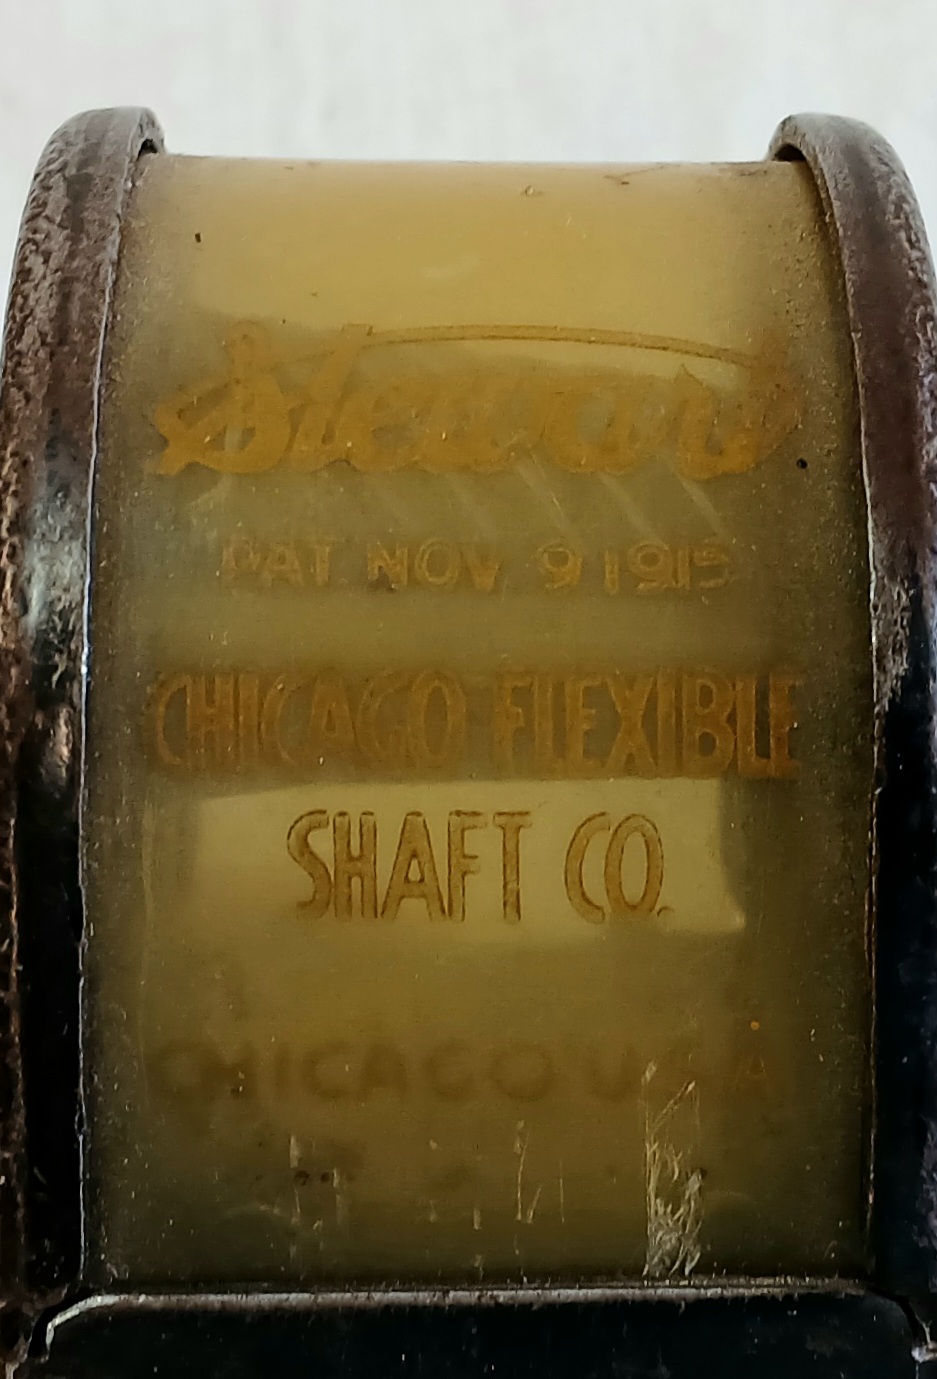 Stewart
PAT. NOV 9 1915
CHICAGO FLEXIBLE
SHAFT CO.
CHICAGO U S A